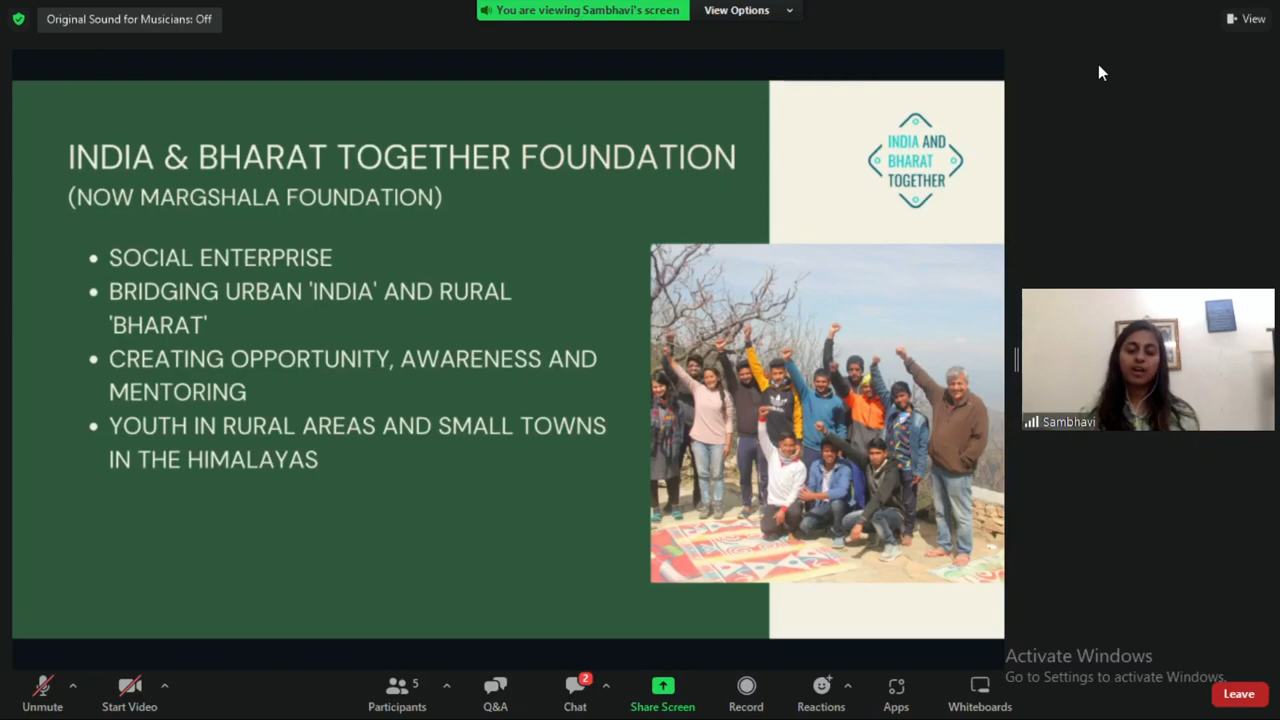 Original Sound for Musicians: Off
You are viewing Sambhavi's screen
View Options
View
INDIA & BHARAT TOGETHER FOUNDATION
(NOW MARGSHALA FOUNDATION)
INDIA AND
BHARAT
TOGETHER
• SOCIAL ENTERPRISE
• BRIDGING URBAN 'INDIA' AND RURAL
'BHARAT'
• CREATING OPPORTUNITY, AWARENESS AND
MENTORING
• YOUTH IN RURAL AREAS AND SMALL TOWNS
IN THE HIMALAYAS
Sambhavi
Activate Windows
Go to Settings to activate Windows.
Unmute
Start Video
5
Participants
Q&A
2
Chat
Share Screen
Record
Reactions
Apps
Whiteboards
Leave